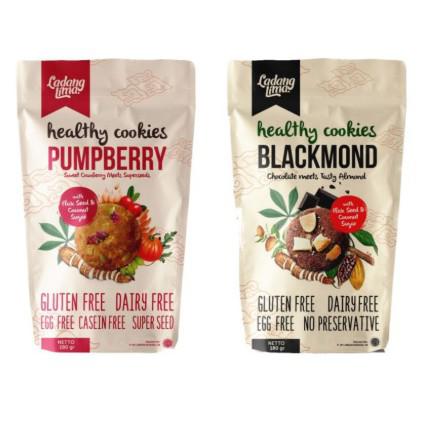 Ladang
Lima
healthy cookies
PUMPBERRY
Sweet Cranberry Meets Superseeds
with
Flax Seed &
Coconut
Sugar
GLUTEN FREE DAIRY FREE
EGG FREE CASEIN FREE SUPER SEED
NETTO
180 gr
Ladang
Lima
healthy cookies
BLACKMOND
Chocolate meets Tasty Almond
with
Flax Seed &
Coconut
Sugar
GLUTEN FREE DAIRY FREE
EGG FREE NO PRESERVATIVE
NETTO
180 gr